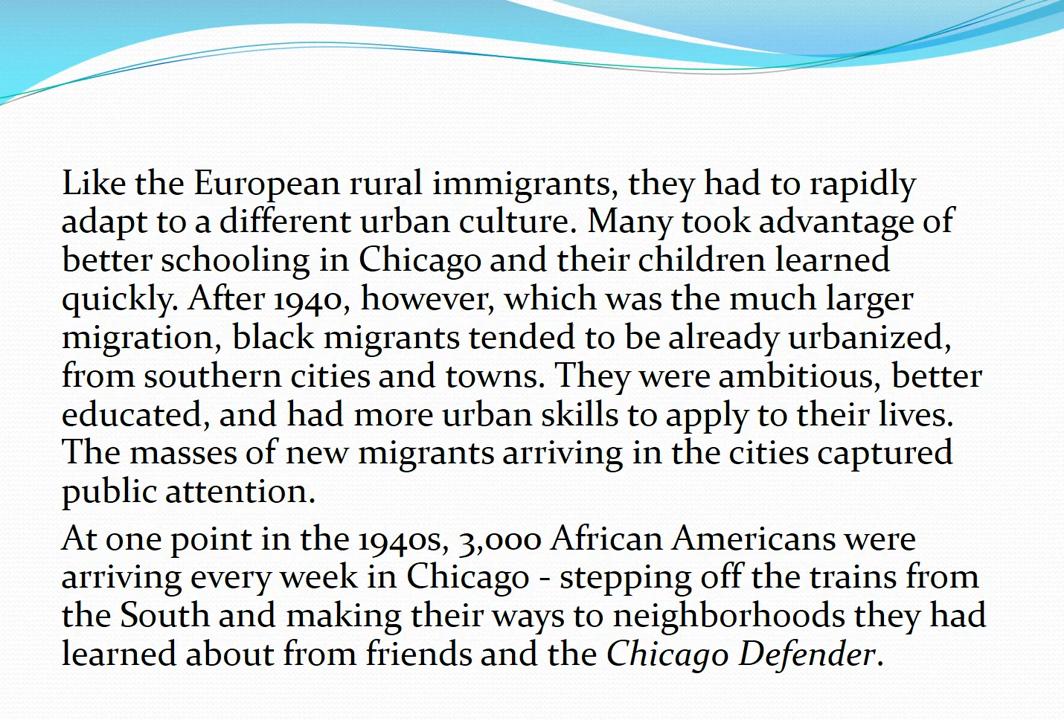 Like the European rural immigrants, they had to rapidly
adapt to a different urban culture. Many took advantage of
better schooling in Chicago and their children learned
quickly. After 1940, however, which was the much larger
migration, black migrants tended to be already urbanized,
from southern cities and towns. They were ambitious, better
educated, and had more urban skills to apply to their lives.
The masses of new migrants arriving in the cities captured
public attention.
At one point in the 1940s, 3,000 African Americans were
arriving every week in Chicago - stepping off the trains from
the South and making their ways to neighborhoods they had
learned about from friends and the Chicago Defender.